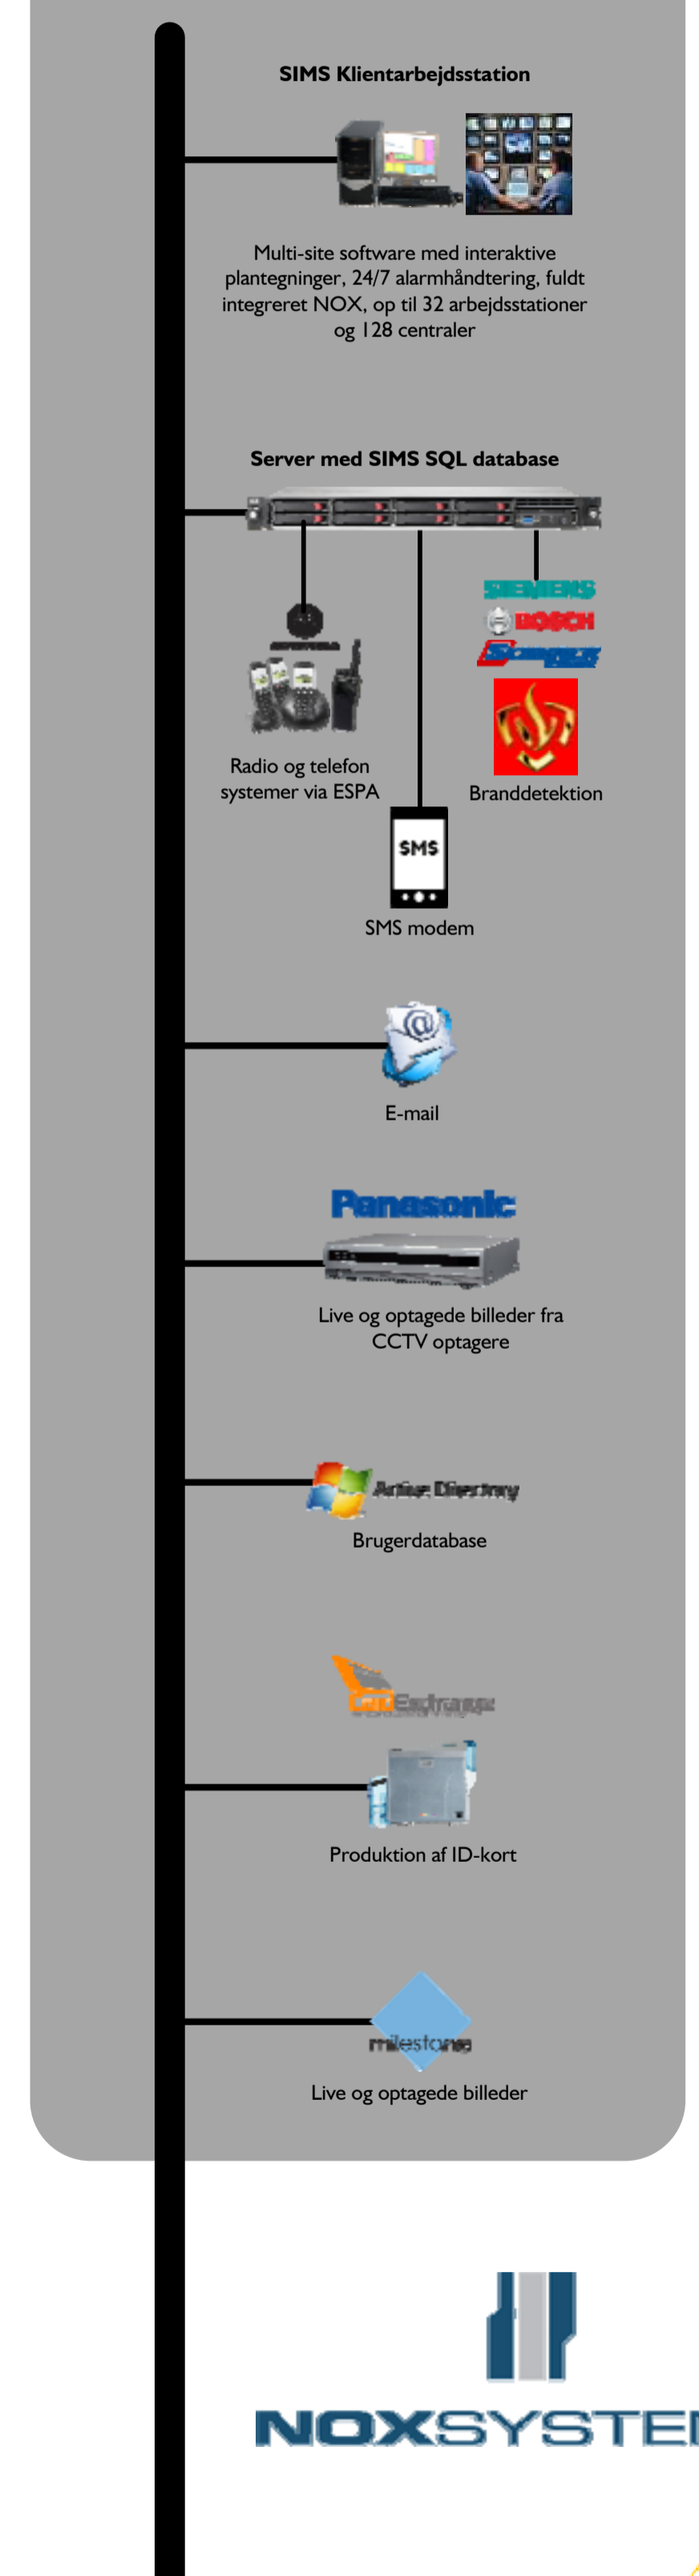 SIMS Klientarbejdsstation
Multi-site software med interaktive
plantegninger, 24/7 alarmhåndtering, fuldt
integreret NOX, op til 32 arbejdsstationer
og 128 centraler
Server med SIMS SQL database
SIEMENS
BOSCH
Radio og telefon
systemer via ESPA
Branddetektion
SMS
SMS modem
E-mail
Panasonic
Live og optagede billeder fra
CCTV optagere
Active Directory
Brugerdatabase
Produktion af ID-kort
milestone
Live og optagede billeder
NOXSYSTE